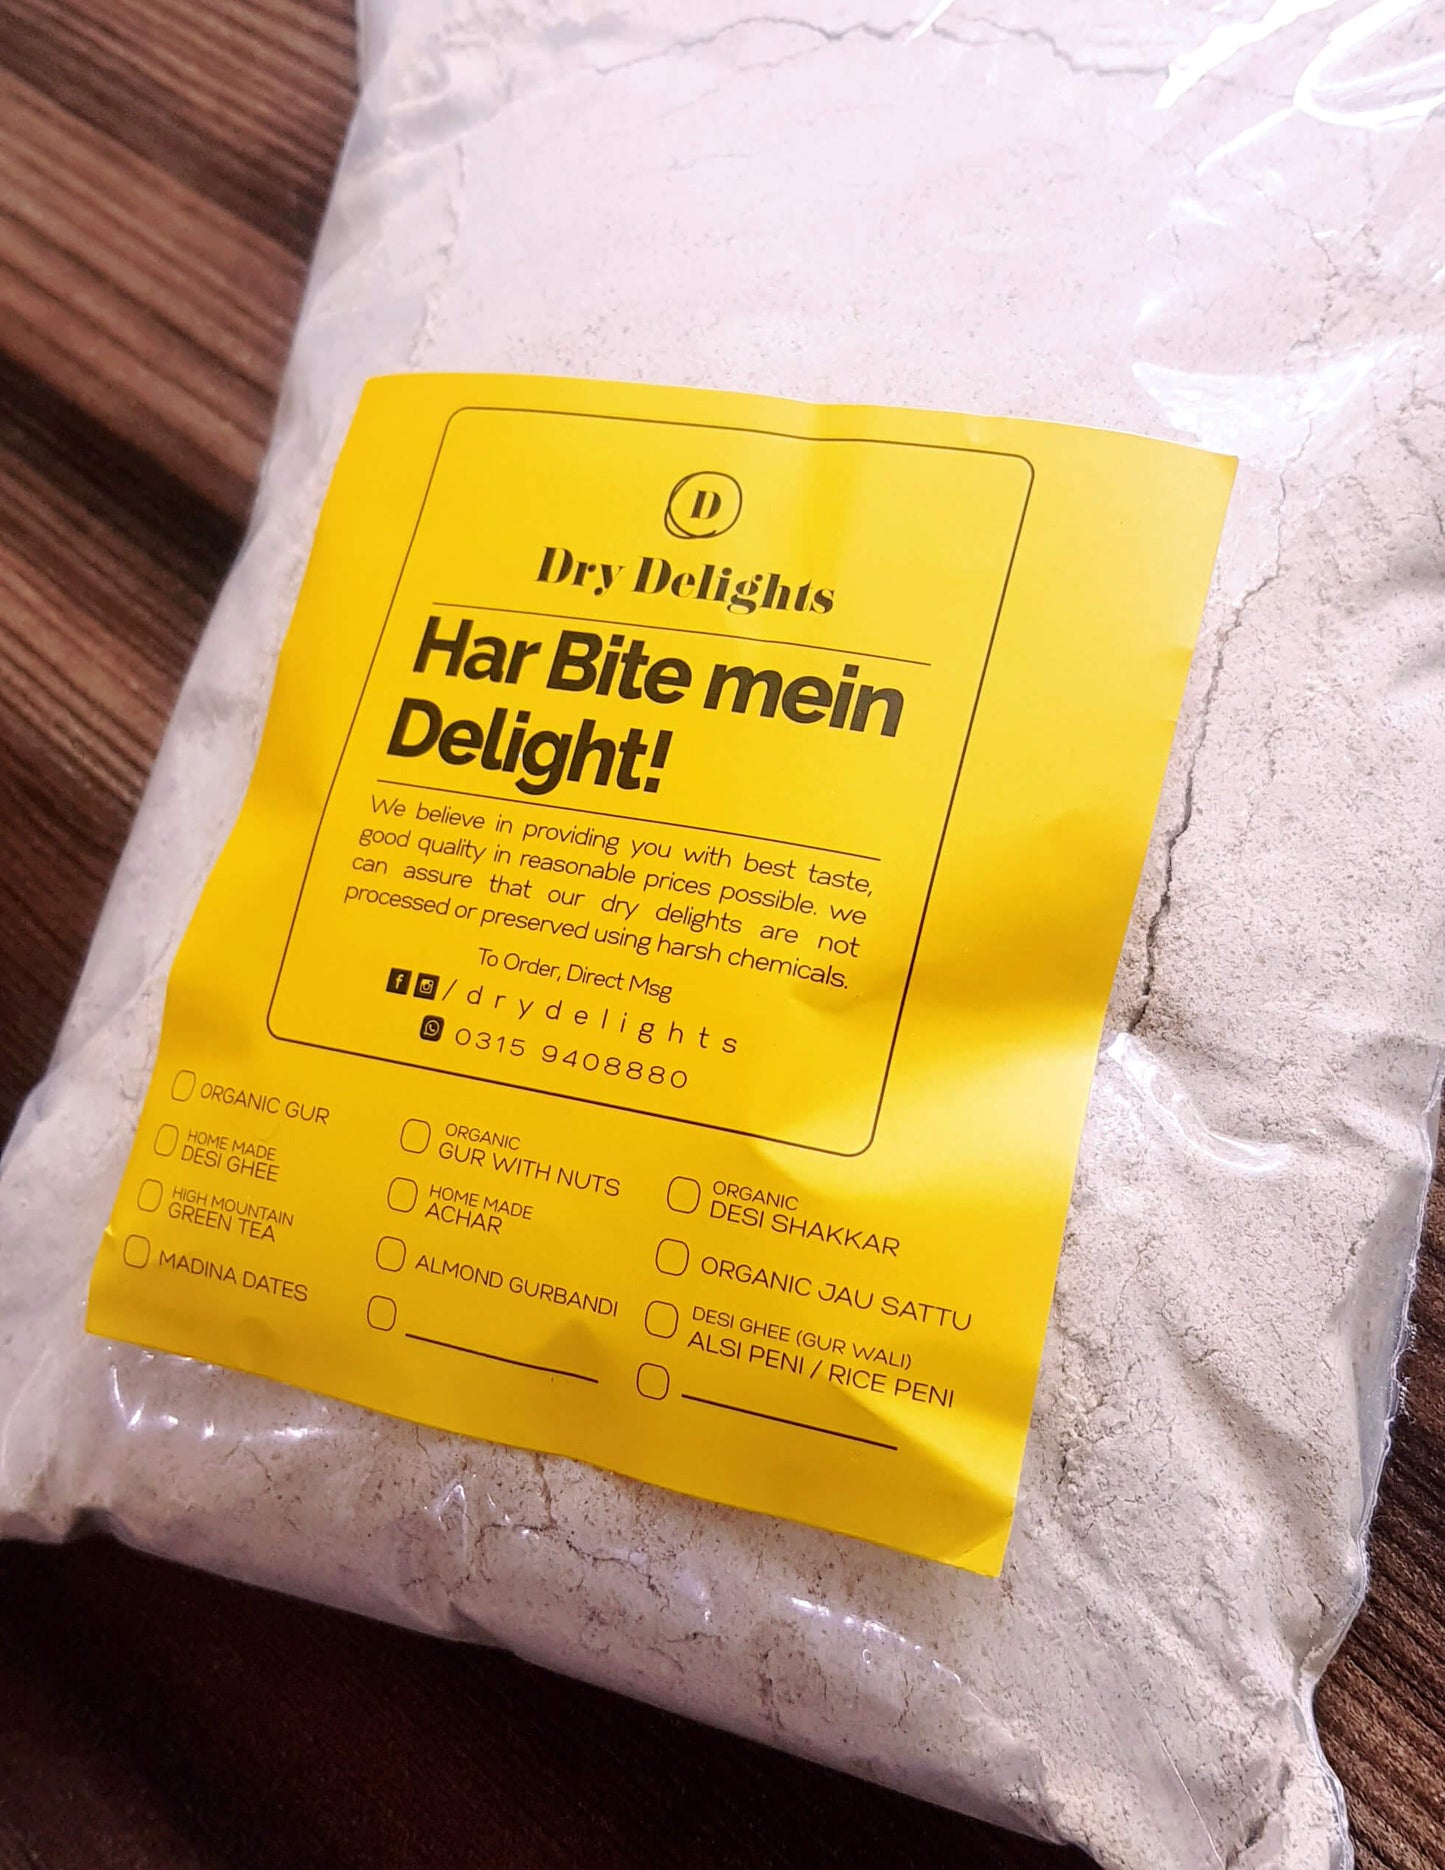 D
Dry Delights
Har Bite mein
Delight!
We believe in providing you with best taste,
good quality in reasonable prices possible. we
can assure that our dry delights are not
processed or preserved using harsh chemicals.
To Order, Direct Msg
/drydelights
0315 9408880
ORGANIC GUR
HOME MADE
DESI GHEE
HIGH MOUNTAIN
GREEN TEA
MADINA DATES
ORGANIC
GUR WITH NUTS
HOME MADE
ACHAR
ALMOND GURBANDI
ORGANIC
DESI SHAKKAR
ORGANIC JAU SATTU
DESI GHEE (GUR WALI)
ALSI PENI / RICE PENI